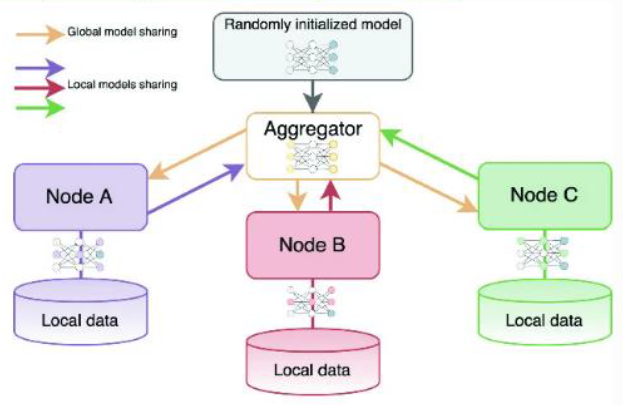 Randomly initialized model
Global model sharing
Local models sharing
Aggregator
Node A
Node B
Node C
Local data
Local data
Local data